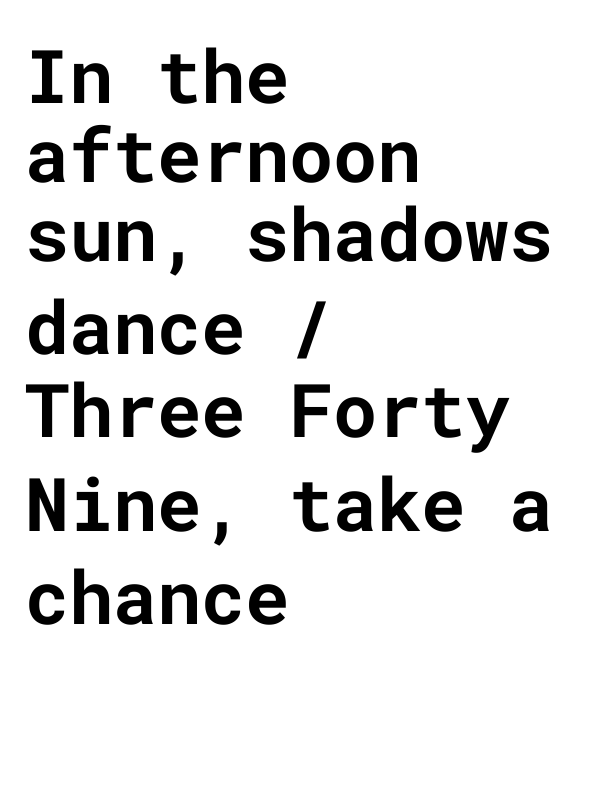 In the
afternoon
sun, shadows
dance /
Three Forty
Nine, take a
chance